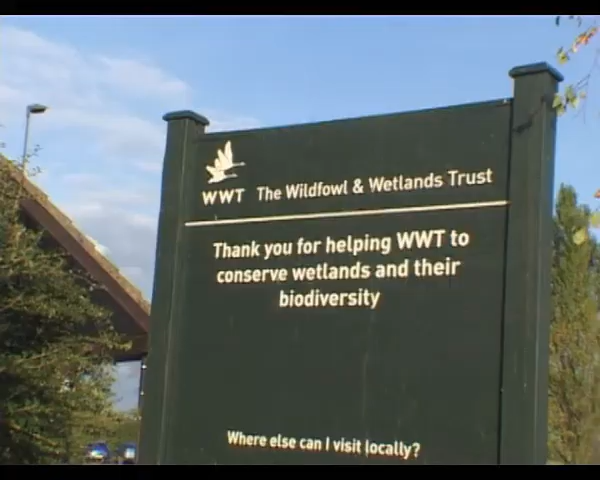 WWT The Wildfowl & Wetlands Trust
Thank you for helping WWT to
conserve wetlands and their
biodiversity
Where else can I visit locally?